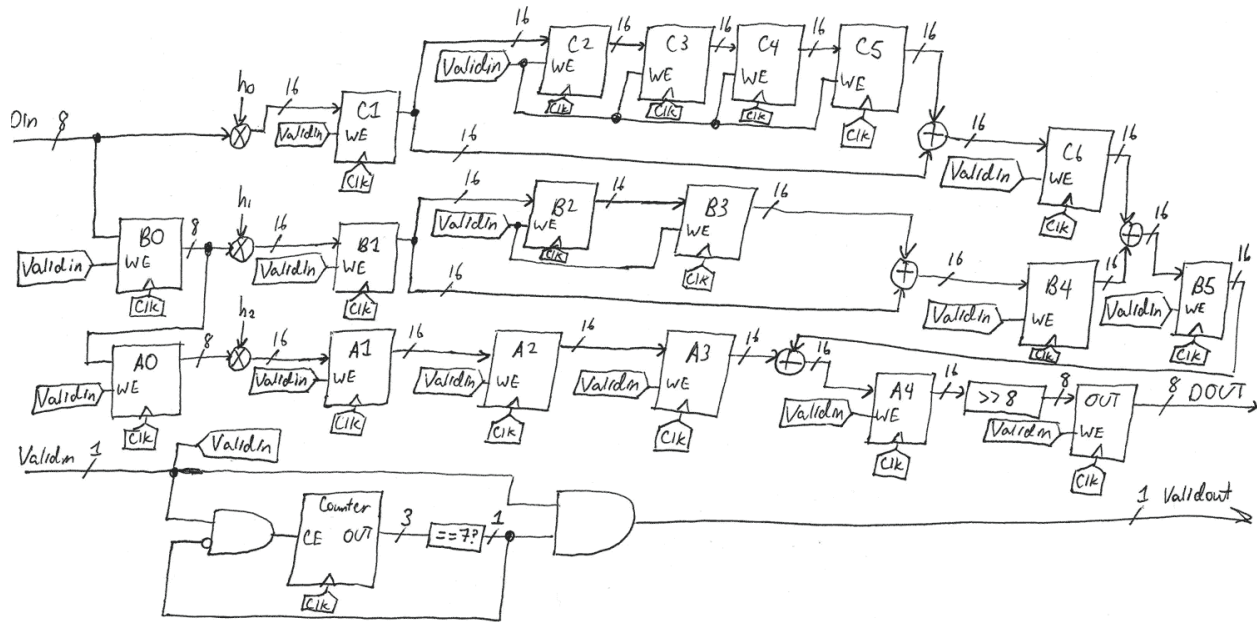 16 16 16 16 16
C2 C3 C4 C5
Validin WE WE WE WE
Clk Clk Clk Clk
Din 8 h0 16 C1
Validin WE
Clk
16 16 C6 16
Validin WE
Clk
h1 16 16 16
B0 8 16 B1 Validin B2 B3
WE WE
Validin WE Validin WE Clk Clk
Clk Clk
16 16 B4 16 16 B5 16
Validin WE Validin WE
Clk Clk
h2
A0 8 16 A1 16 A2 16 A3 16 16
Validin WE Validin WE Validin WE Validin WE
Clk Clk Clk Clk
A4 16 >>8 8 OUT 8 DOUT
Validin WE Validin WE
Clk Clk
Validin 1 Validin
Counter
CE OUT 3 ==7? 1
Clk
1 Validout